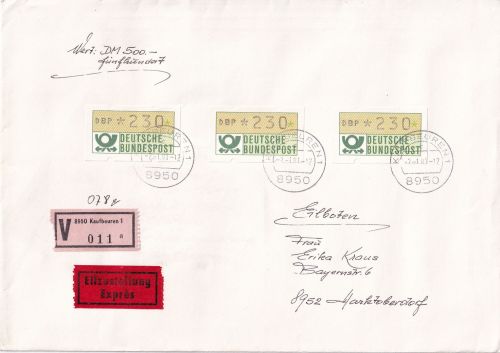 Wert: DM 500.-
fünfhundert
DBP *230
DEUTSCHE
BUNDESPOST
DBP *230
DEUTSCHE
BUNDESPOST
DBP *230
DEUTSCHE
BUNDESPOST
8950
8950
8950
078g
V 8950 Kaufbeuren 1
011 a
Eilzustellung
Exprès
Eilboten
Frau
Erika Kraus
Bayernstr. 6
8952 Marktoberdorf